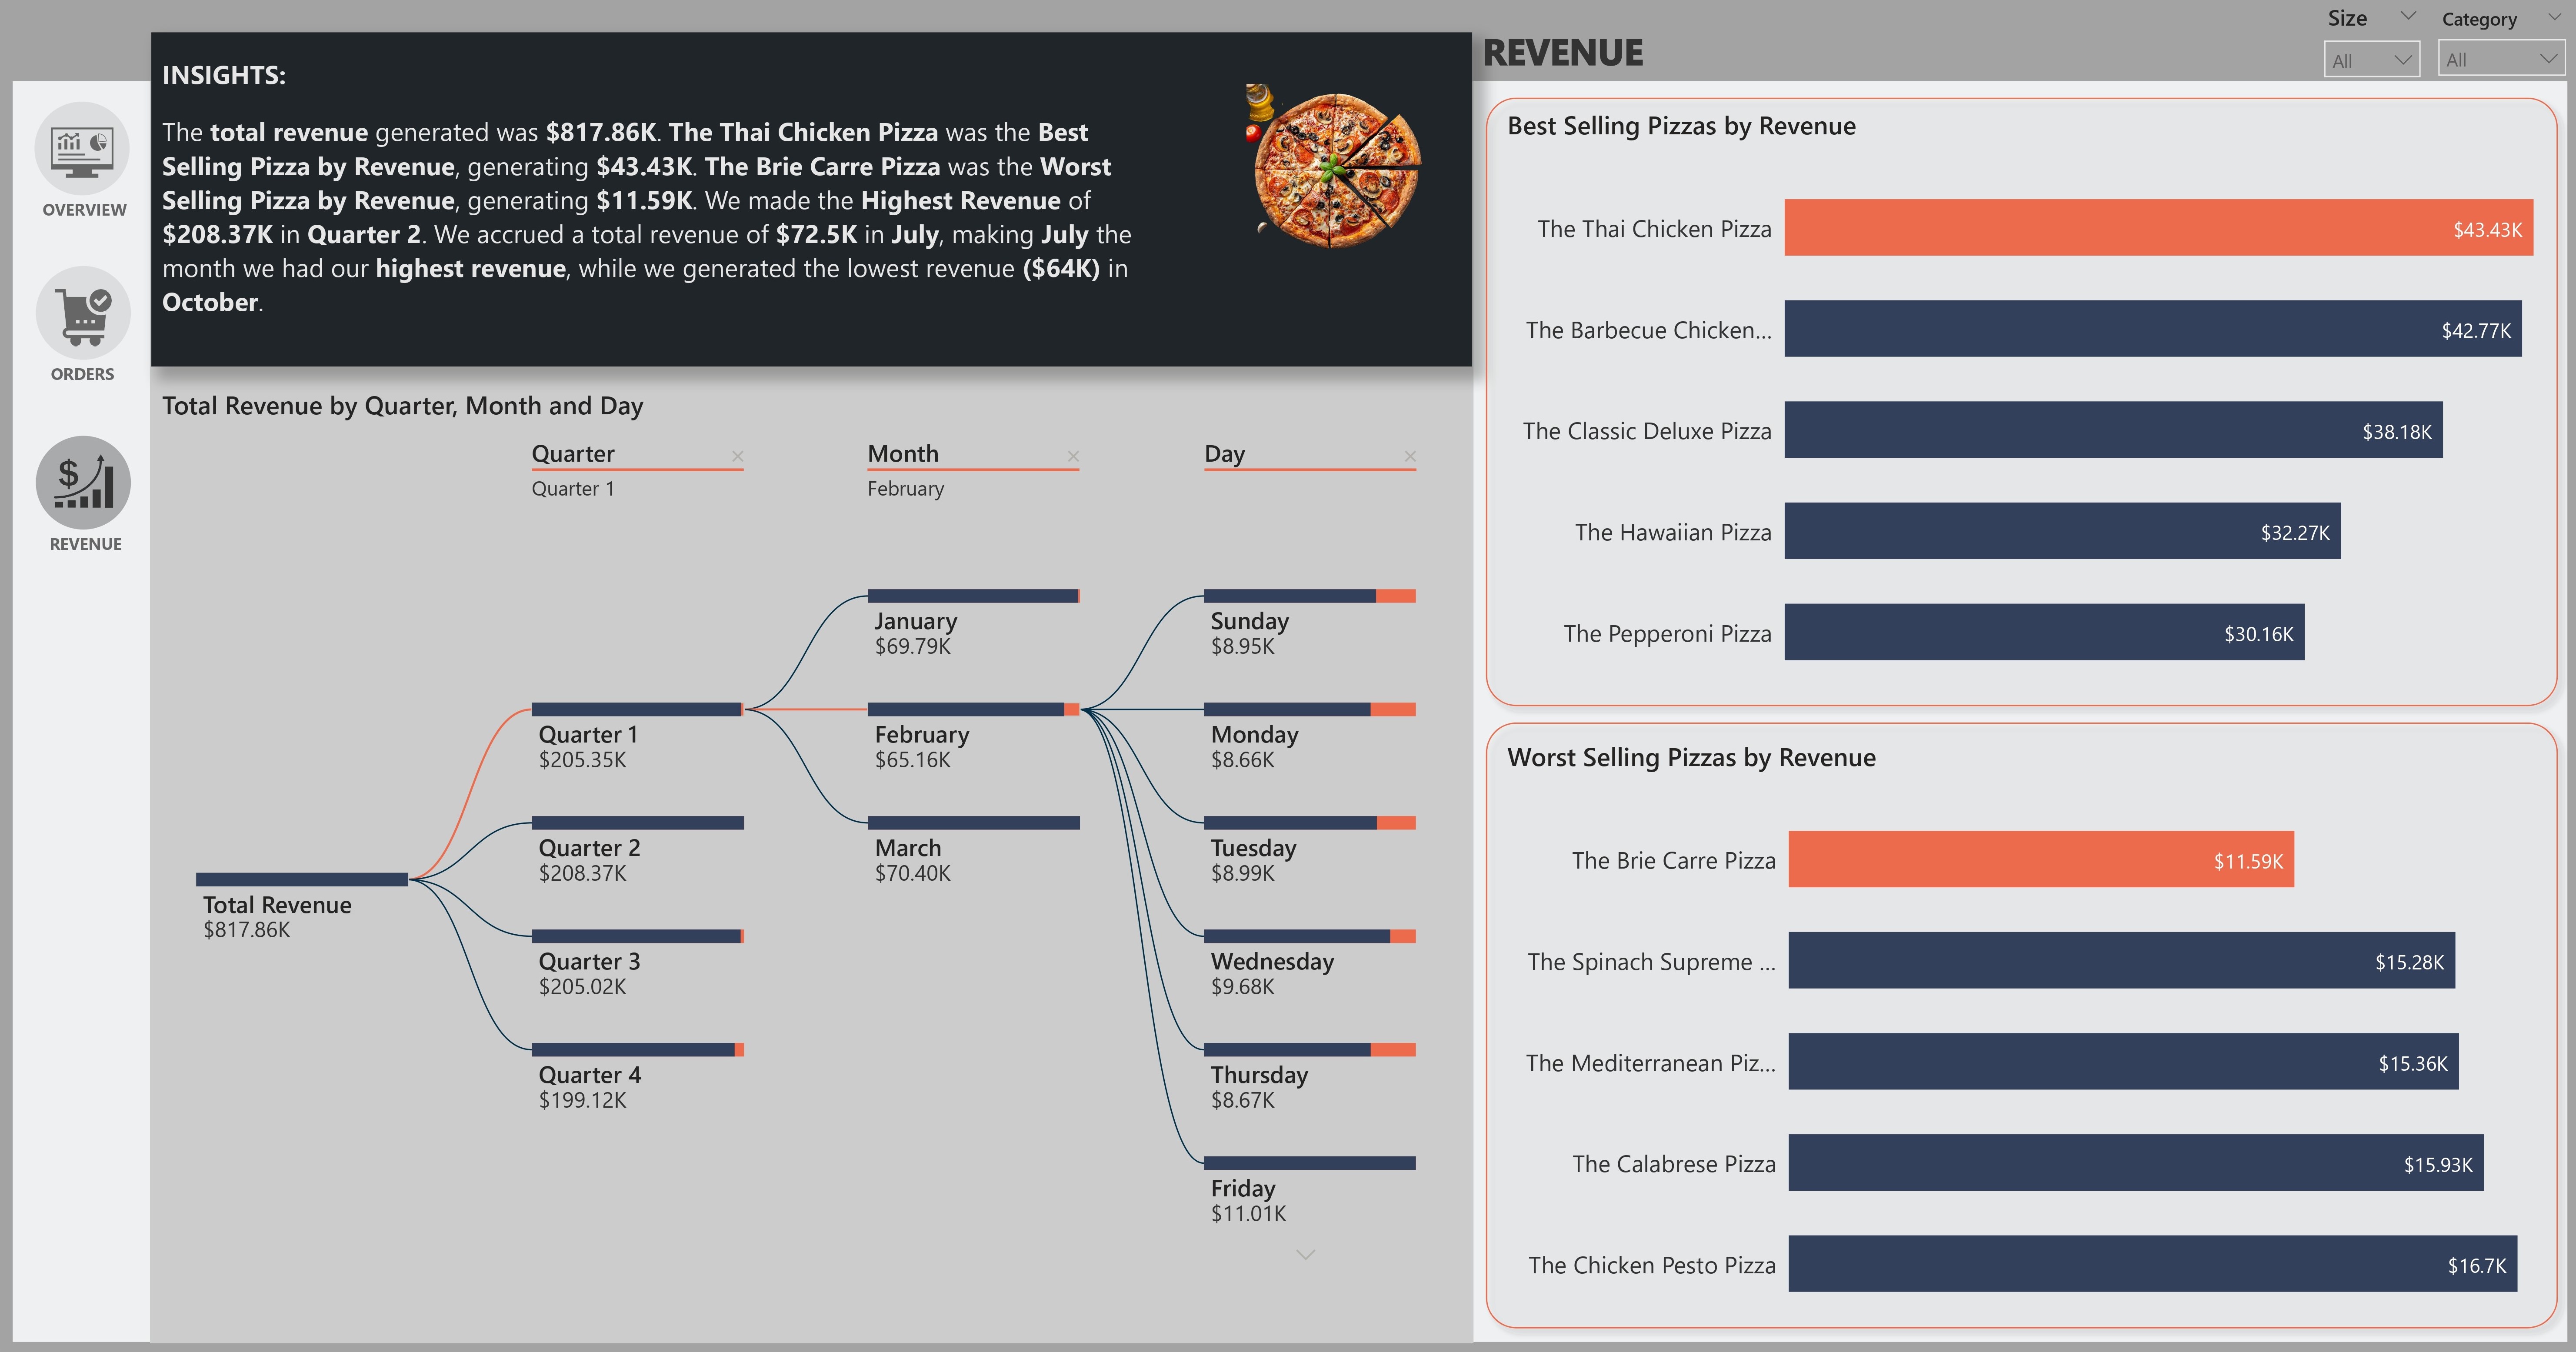 Size
Category
REVENUE
All
All
INSIGHTS:
The total revenue generated was $817.86K. The Thai Chicken Pizza was the Best
Selling Pizza by Revenue, generating $43.43K. The Brie Carre Pizza was the Worst
Selling Pizza by Revenue, generating $11.59K. We made the Highest Revenue of
$208.37K in Quarter 2. We accrued a total revenue of $72.5K in July, making July the
month we had our highest revenue, while we generated the lowest revenue ($64K) in
October.
OVERVIEW
ORDERS
REVENUE
Total Revenue by Quarter, Month and Day
Quarter
Quarter 1
Month
February
Day
Total Revenue
$817.86K
Quarter 1
$205.35K
Quarter 2
$208.37K
Quarter 3
$205.02K
Quarter 4
$199.12K
January
$69.79K
February
$65.16K
March
$70.40K
Sunday
$8.95K
Monday
$8.66K
Tuesday
$8.99K
Wednesday
$9.68K
Thursday
$8.67K
Friday
$11.01K
Best Selling Pizzas by Revenue
The Thai Chicken Pizza $43.43K
The Barbecue Chicken... $42.77K
The Classic Deluxe Pizza $38.18K
The Hawaiian Pizza $32.27K
The Pepperoni Pizza $30.16K
Worst Selling Pizzas by Revenue
The Brie Carre Pizza $11.59K
The Spinach Supreme ... $15.28K
The Mediterranean Piz... $15.36K
The Calabrese Pizza $15.93K
The Chicken Pesto Pizza $16.7K